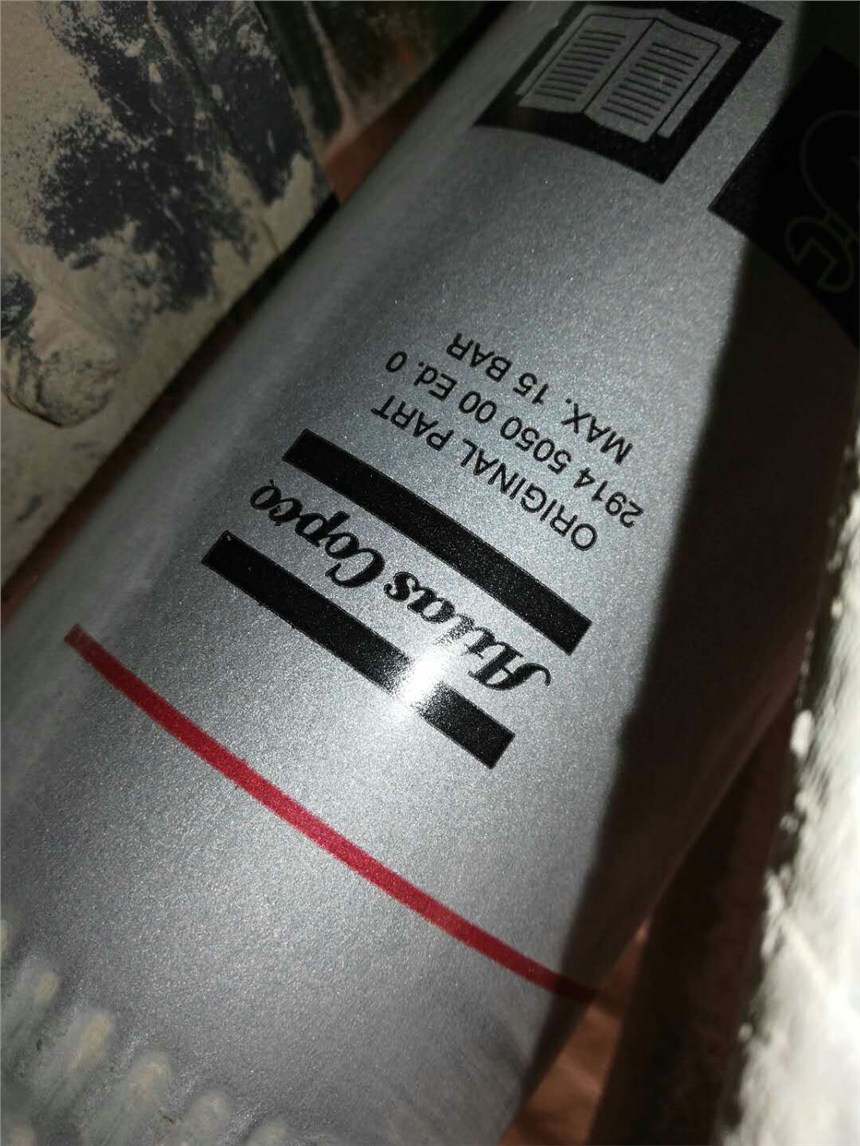 Atlas Copco
ORIGINAL PART
2914 5050 00 Ed. 0
MAX. 15 BAR